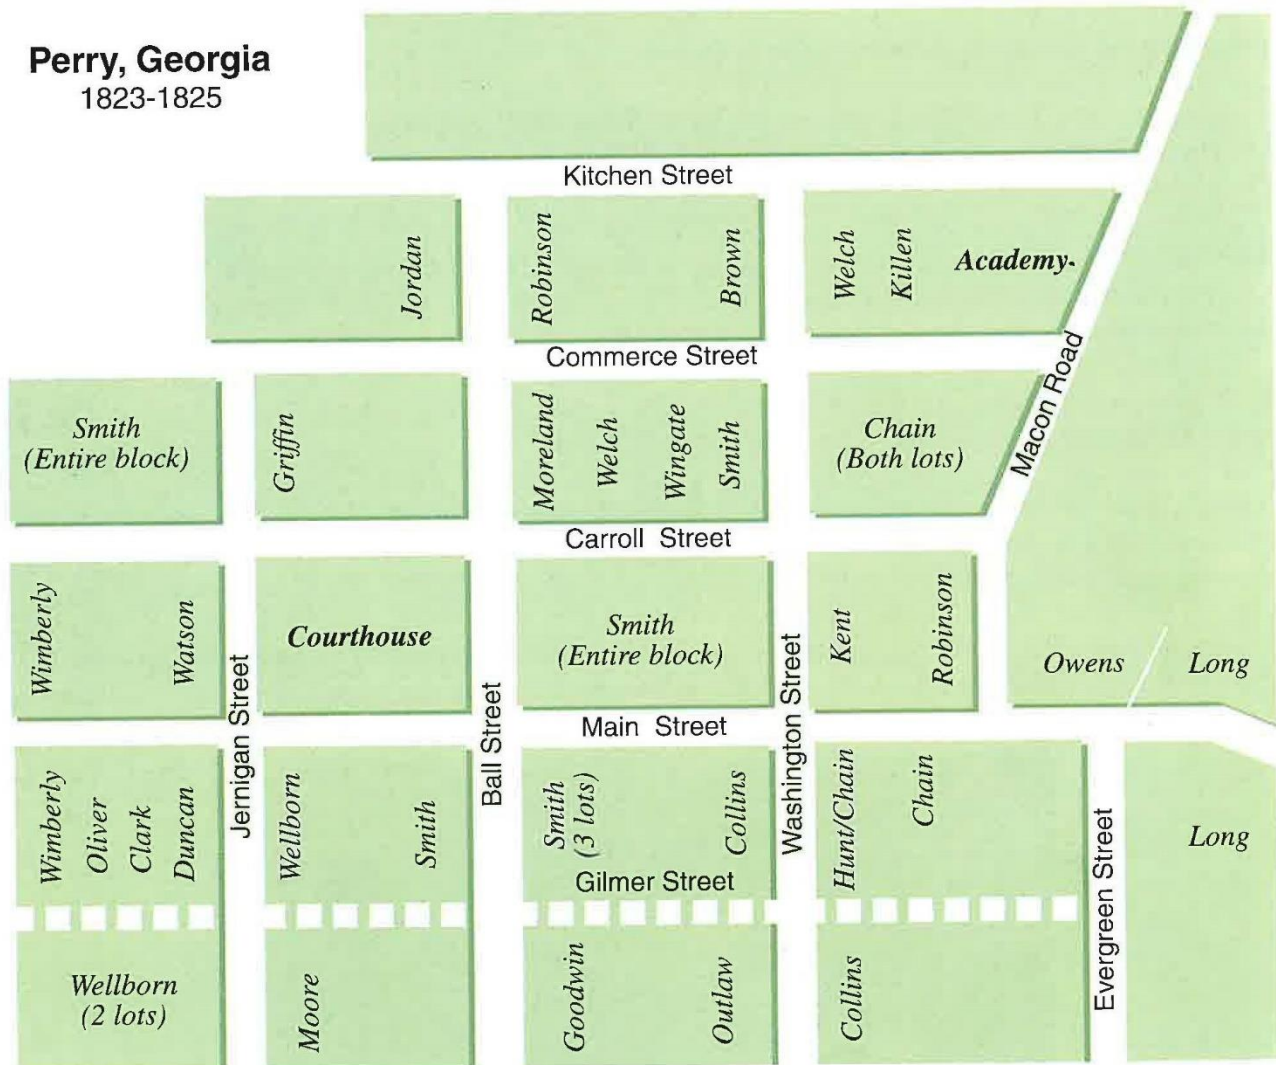 Perry, Georgia
1823-1825
Kitchen Street
Jordan
Robinson
Brown
Welch
Killen
Academy
Commerce Street
Macon Road
Smith
(Entire block)
Griffin
Moreland
Welch
Wingate
Smith
Chain
(Both lots)
Carroll Street
Wimberly
Watson
Courthouse
Smith
(Entire block)
Kent
Robinson
Owens
Long
Jernigan Street
Ball Street
Main Street
Washington Street
Wimberly
Oliver
Clark
Duncan
Wellborn
Smith
Smith
(3 lots)
Collins
Hunt/Chain
Chain
Long
Gilmer Street
Evergreen Street
Wellborn
(2 lots)
Moore
Goodwin
Outlaw
Collins